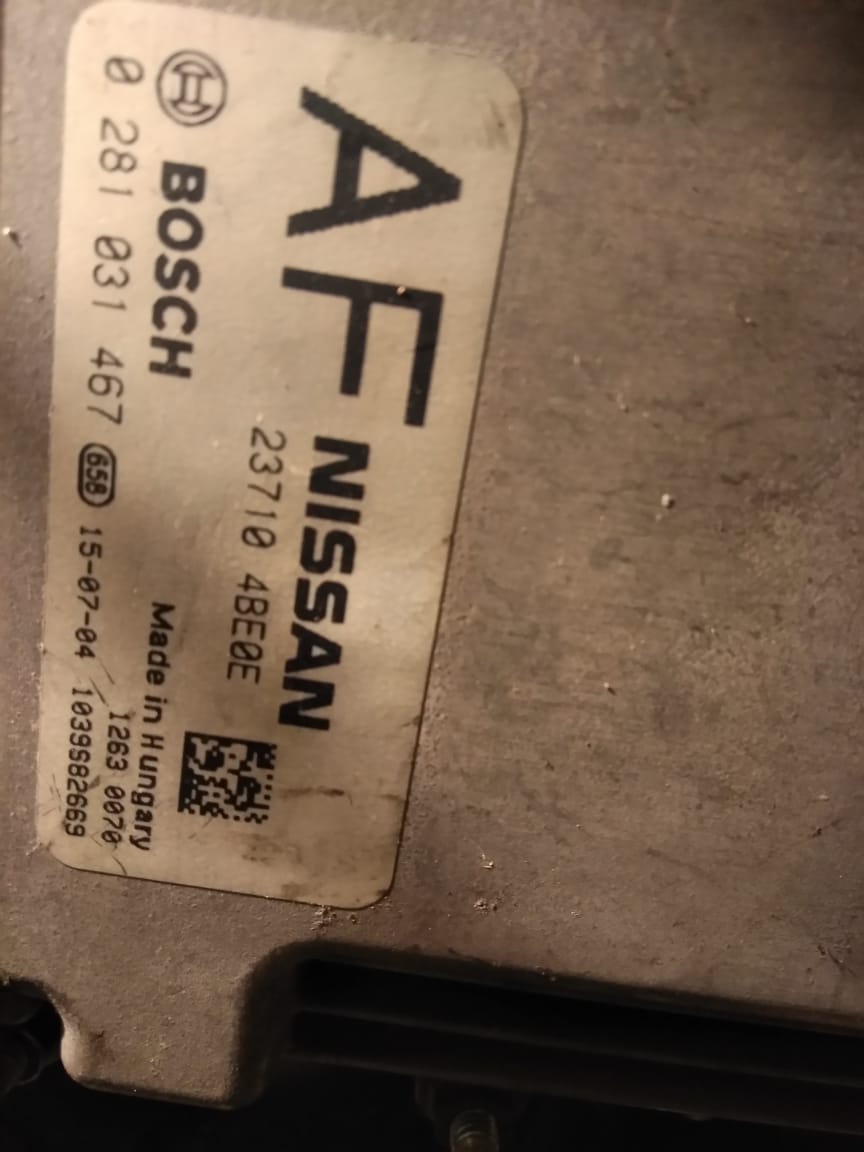 AF NISSAN
23710 4BE0E
BOSCH
Made in Hungary
1263 0070
0 281 031 467 658 15-07-04 1039S82669